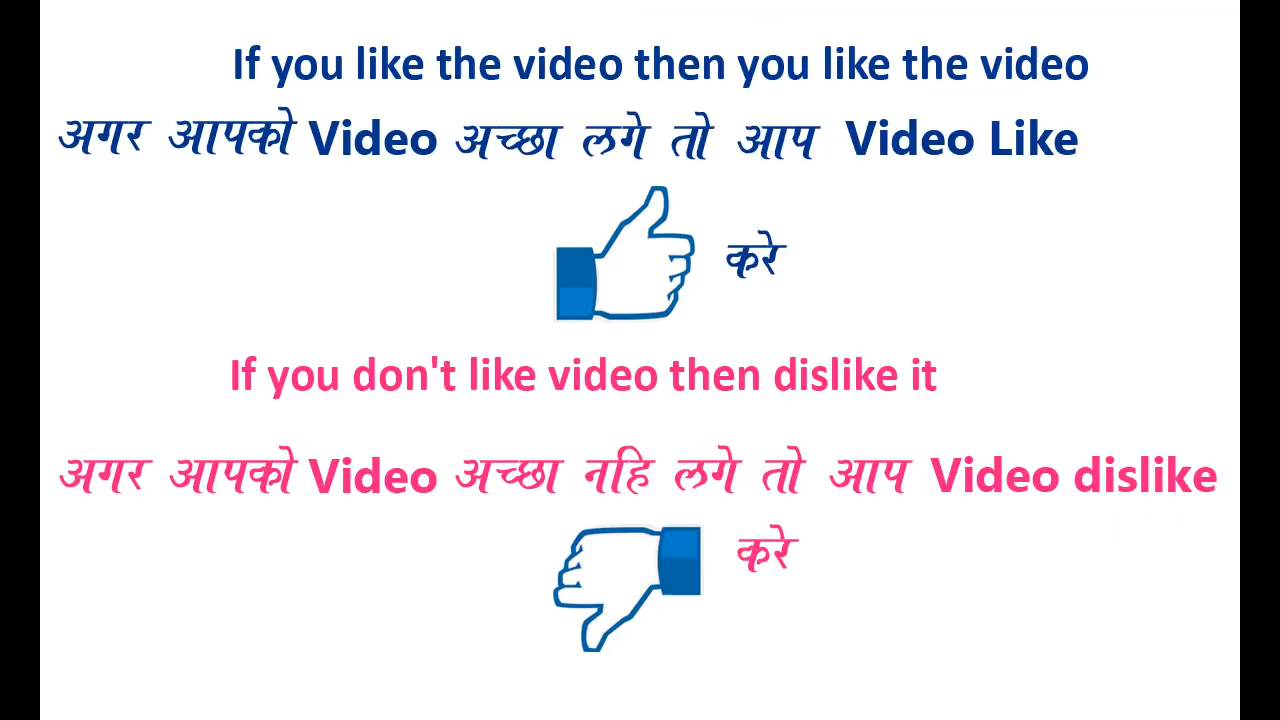 If you like the video then you like the video
अगर आपको Video अच्छा लगे तो आप Video Like
करे
If you don't like video then dislike it
अगर आपको Video अच्छा नहि लगे तो आप Video dislike
करे